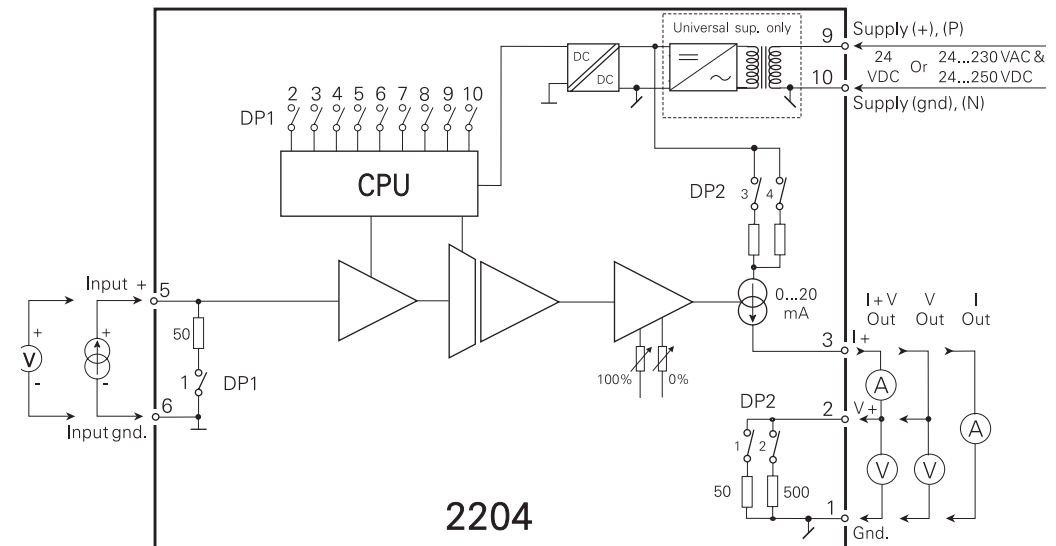 Universal sup. only
9
Supply (+), (P)
24 VDC
Or
24...230 VAC &
24...250 VDC
10
Supply (gnd), (N)
DC
DC
2 3 4 5 6 7 8 9 10
DP1
CPU
DP2
3
4
Input +
5
50
V
+
-
+
-
1
DP1
6
Input gnd.
0...20
mA
100%
0%
I + V
Out
V
Out
I
Out
3
I +
A
DP2
2
V +
1
2
A
V
V
50
500
1
Gnd.
2204